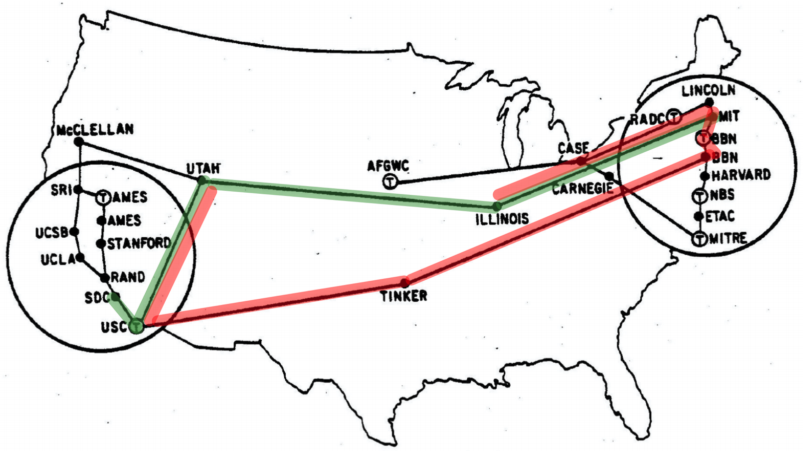 LINCOLN
RADC T MIT
McCLELLAN
T BBN
CASE
UTAH
AFGWC
BBN
T
HARVARD
SRI
T AMES
CARNEGIE
T NBS
AMES
ILLINOIS
ETAC
UCSB
STANFORD
T MITRE
UCLA
RAND
SDC
TINKER
USC T